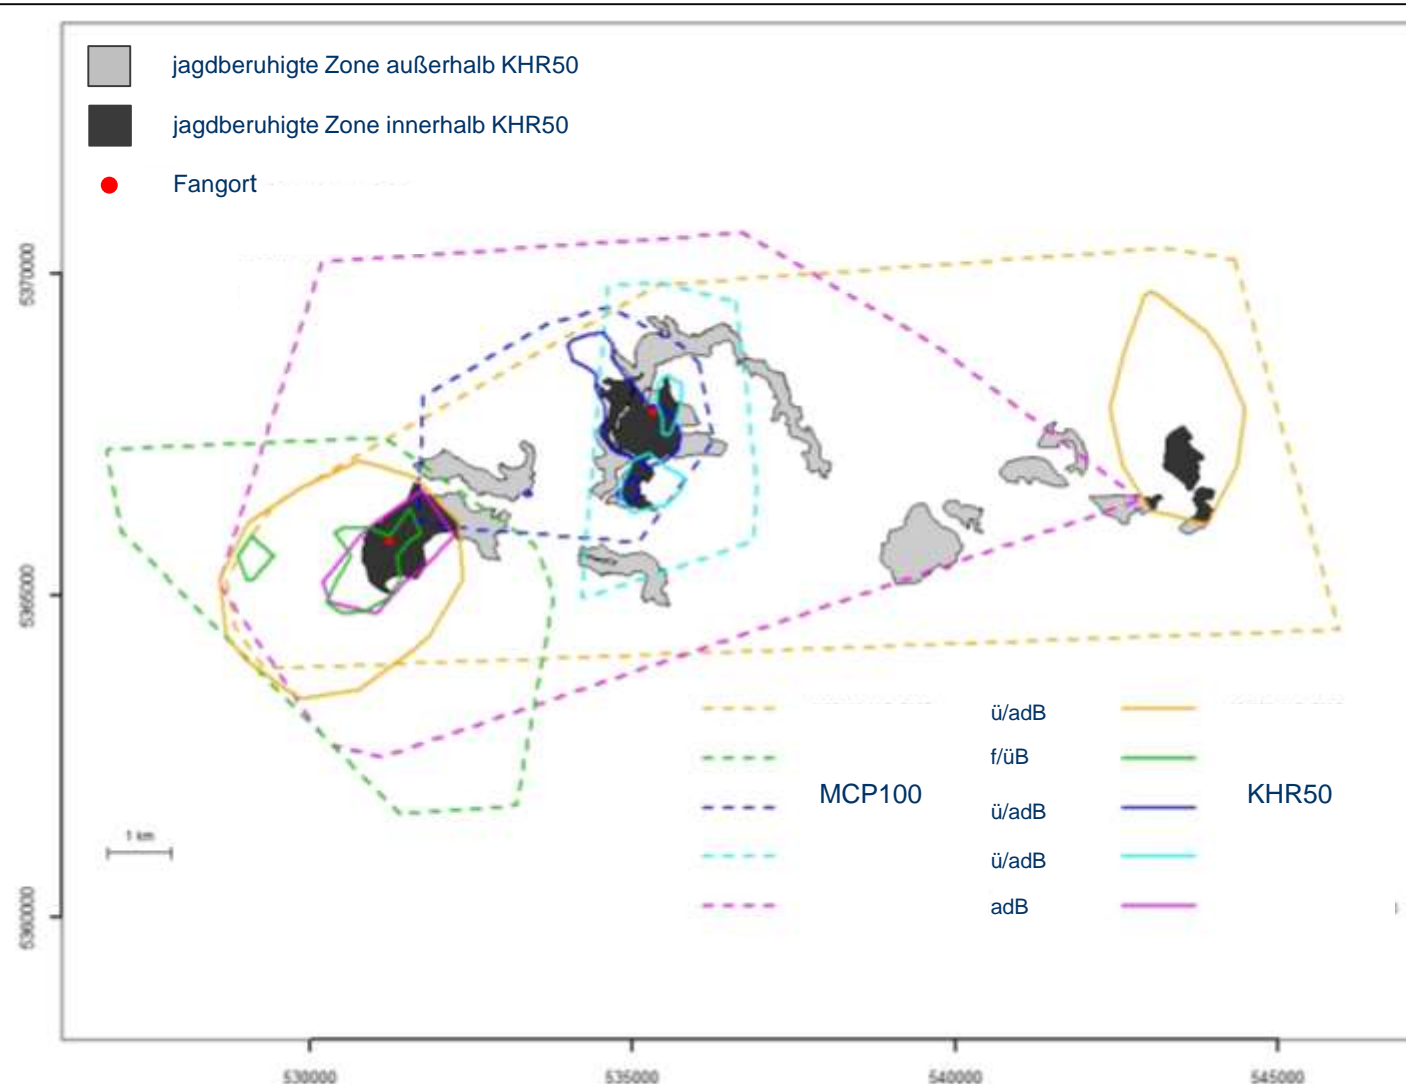 jagdberuhigte Zone außerhalb KHR50
jagdberuhigte Zone innerhalb KHR50
Fangort
5370000
5365000
5360000
ü/adB
f/üB
MCP100
KHR50
ü/adB
ü/adB
adB
1 km
530000
535000
540000
545000